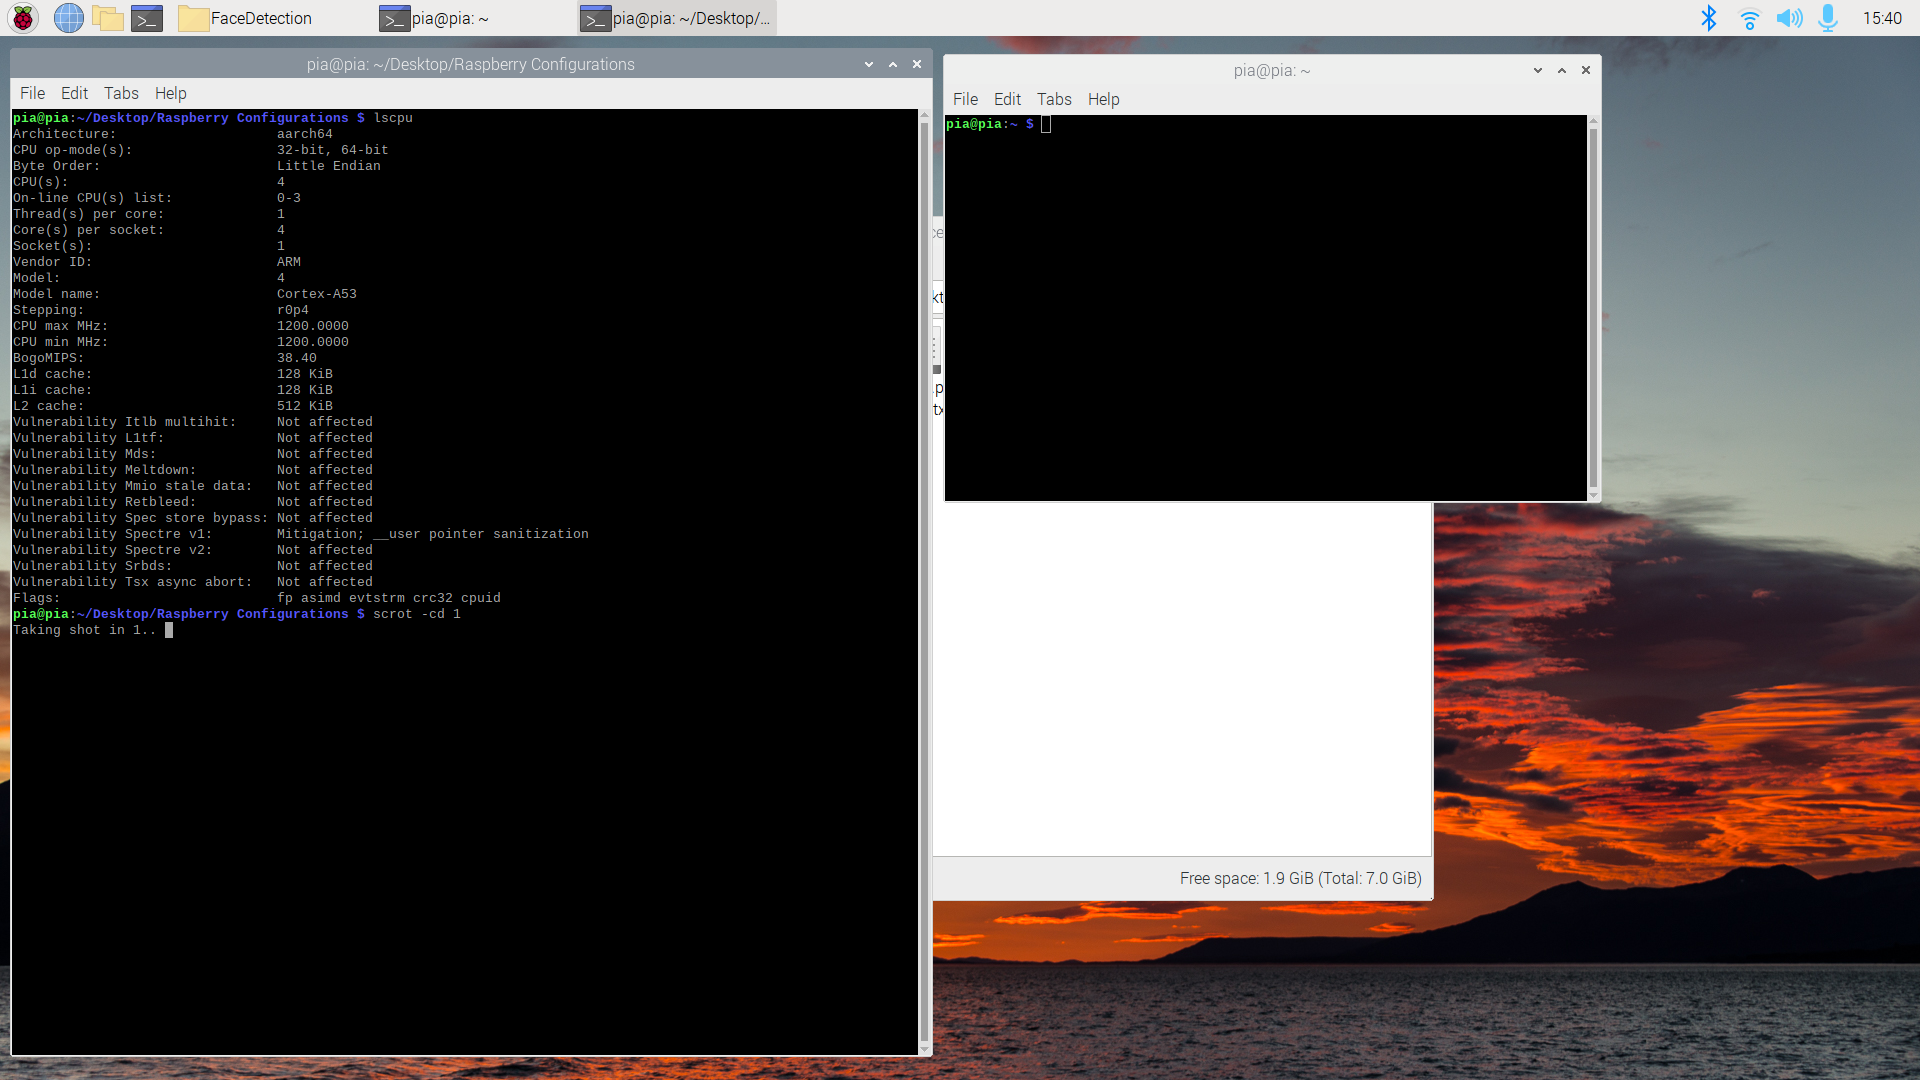 FaceDetection
pia@pia: ~
pia@pia: ~/Desktop/...
15:40
pia@pia: ~/Desktop/Raspberry Configurations
File Edit Tabs Help
pia@pia:~/Desktop/Raspberry Configurations $ lscpu
Architecture: aarch64
CPU op-mode(s): 32-bit, 64-bit
Byte Order: Little Endian
CPU(s): 4
On-line CPU(s) list: 0-3
Thread(s) per core: 1
Core(s) per socket: 4
Socket(s): 1
Vendor ID: ARM
Model: 4
Model name: Cortex-A53
Stepping: r0p4
CPU max MHz: 1200.0000
CPU min MHz: 1200.0000
BogoMIPS: 38.40
L1d cache: 128 KiB
L1i cache: 128 KiB
L2 cache: 512 KiB
Vulnerability Itlb multihit: Not affected
Vulnerability L1tf: Not affected
Vulnerability Mds: Not affected
Vulnerability Meltdown: Not affected
Vulnerability Mmio stale data: Not affected
Vulnerability Retbleed: Not affected
Vulnerability Spec store bypass: Not affected
Vulnerability Spectre v1: Mitigation; __user pointer sanitization
Vulnerability Spectre v2: Not affected
Vulnerability Srbds: Not affected
Vulnerability Tsx async abort: Not affected
Flags: fp asimd evtstrm crc32 cpuid
pia@pia:~/Desktop/Raspberry Configurations $ scrot -cd 1
Taking shot in 1..
pia@pia: ~
File Edit Tabs Help
pia@pia:~ $
Free space: 1.9 GiB (Total: 7.0 GiB)